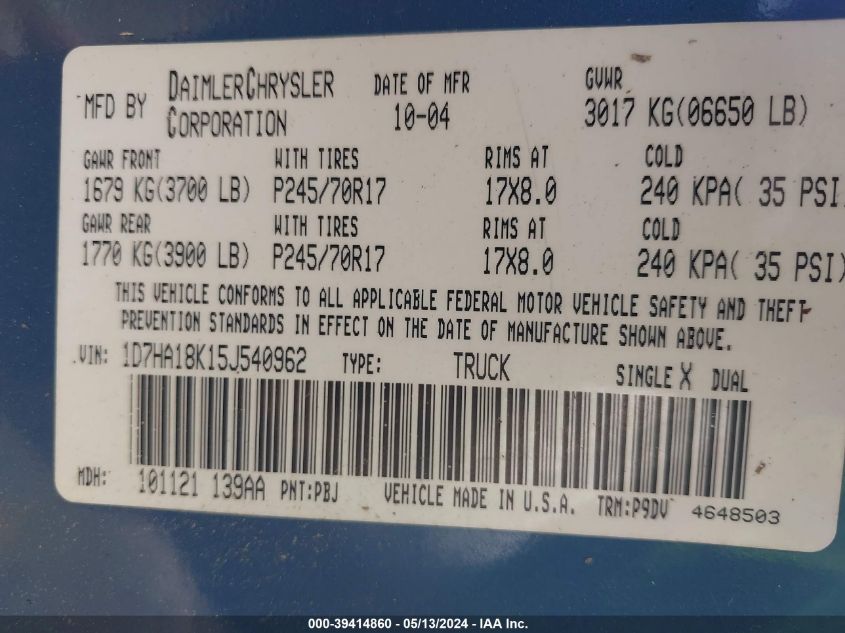 MFD BY DAIMLERCHRYSLER CORPORATION DATE OF MFR 10-04 GVWR 3017 KG(06650 LB)
GAWR FRONT WITH TIRES RIMS AT COLD
1679 KG(3700 LB) P245/70R17 17X8.0 240 KPA( 35 PSI)
GAWR REAR WITH TIRES RIMS AT COLD
1770 KG(3900 LB) P245/70R17 17X8.0 240 KPA( 35 PSI)
THIS VEHICLE CONFORMS TO ALL APPLICABLE FEDERAL MOTOR VEHICLE SAFETY AND THEFT
PREVENTION STANDARDS IN EFFECT ON THE DATE OF MANUFACTURE SHOWN ABOVE.
VIN: 1D7HA18K15J540962 TYPE: TRUCK SINGLE X DUAL
MDH: 101121 139AA PNT:PBJ VEHICLE MADE IN U.S.A. TRM:P9DV 4648503
000-39414860 - 05/13/2024 - IAA Inc.